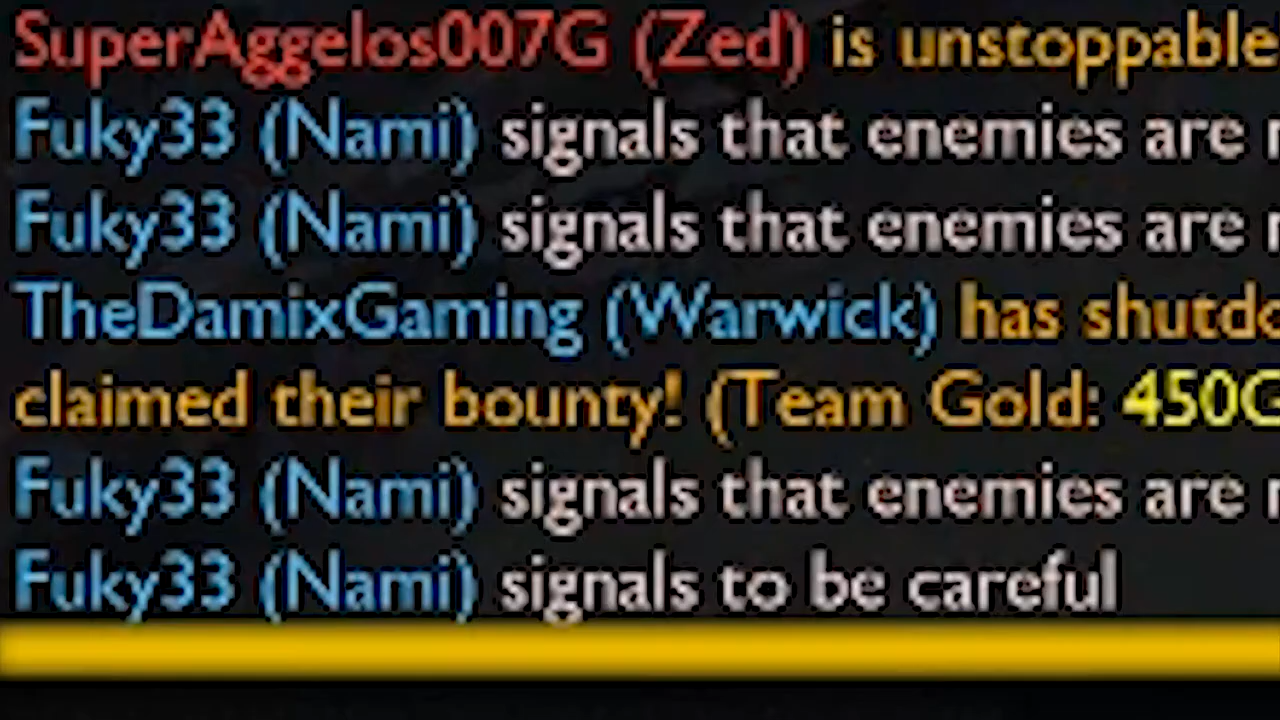 SuperAggelos007G (Zed) is unstoppable
Fuky33 (Nami) signals that enemies are
Fuky33 (Nami) signals that enemies are
TheDamixGaming (Warwick) has shutdo
claimed their bounty! (Team Gold: 450G
Fuky33 (Nami) signals that enemies are
Fuky33 (Nami) signals to be careful